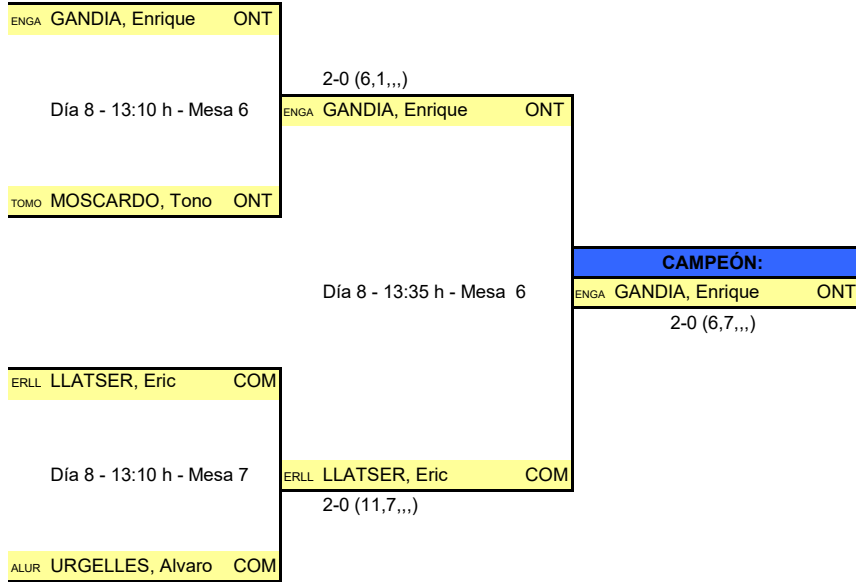 ENGA GANDIA, Enrique ONT
2-0 (6,1,,,)
Día 8 - 13:10 h - Mesa 6
ENGA GANDIA, Enrique ONT
TOMO MOSCARDO, Tono ONT
CAMPEÓN:
Día 8 - 13:35 h - Mesa 6
ENGA GANDIA, Enrique ONT
2-0 (6,7,,,)
ERLL LLATSER, Eric COM
Día 8 - 13:10 h - Mesa 7
ERLL LLATSER, Eric COM
2-0 (11,7,,,)
ALUR URGELLES, Alvaro COM